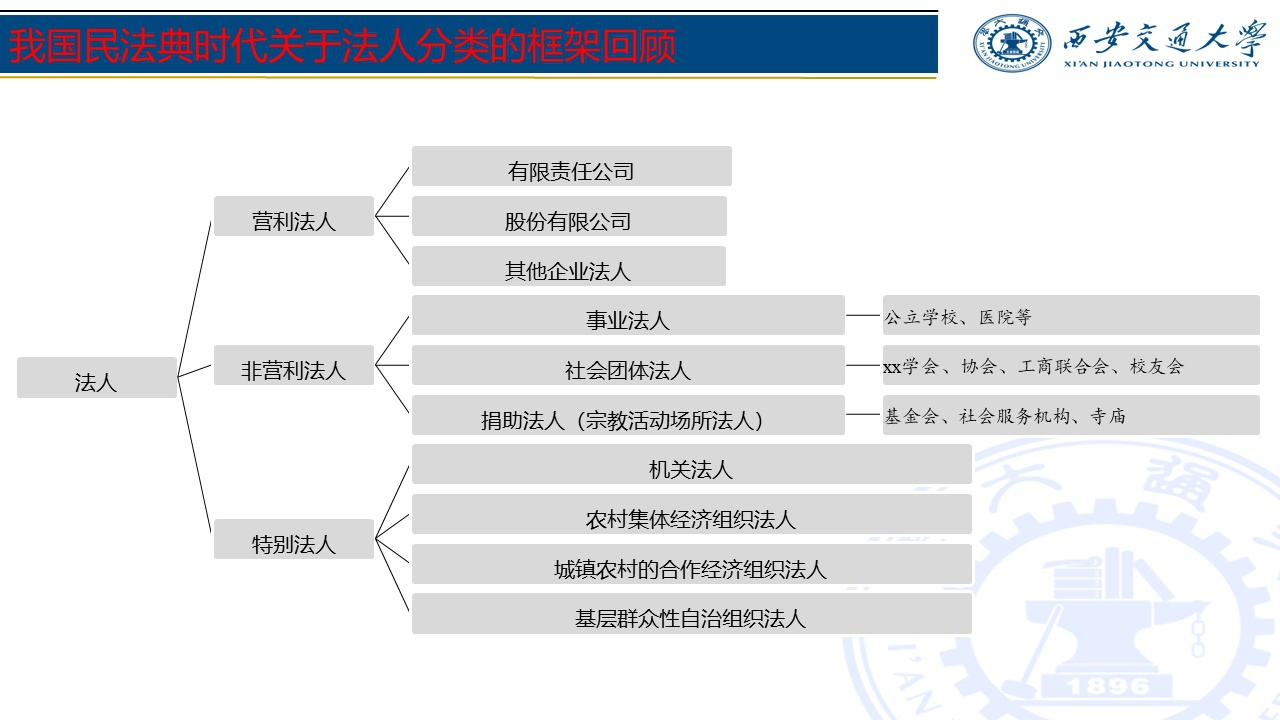 我国民法典时代关于法人分类的框架回顾
西安交通大学
XI'AN JIAOTONG UNIVERSITY
有限责任公司
营利法人
股份有限公司
其他企业法人
事业法人
公立学校、医院等
法人
非营利法人
社会团体法人
xx学会、协会、工商联合会、校友会
捐助法人（宗教活动场所法人）
基金会、社会服务机构、寺庙
机关法人
农村集体经济组织法人
特别法人
城镇农村的合作经济组织法人
基层群众性自治组织法人
1896